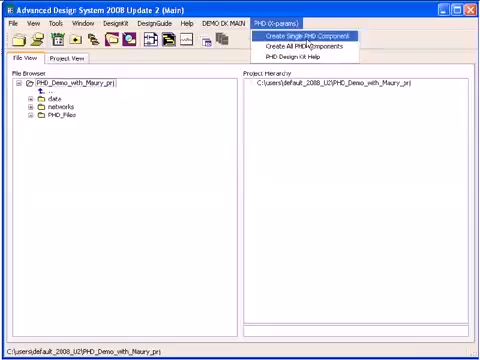 Advanced Design System 2008 Update 2 (Main)
File View Tools Window DesignKit DesignGuide Help DEMO DK MAIN PHD (X-params)
Create Single PHD Component
Create All PHD Components
PHD Design Kit Help
File View Project View
File Browser
PHD_Demo_with_Maury_prj
..
data
networks
PHD_Files
Project Hierarchy
C:\users\default_2008_U2\PHD_Demo_with_Maury_prj
C:\users\default_2008_U2\PHD_Demo_with_Maury_prj